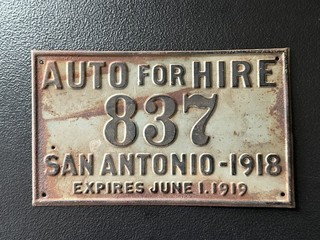 AUTO FOR HIRE
837
SAN ANTONIO-1918
EXPIRES JUNE 1.1919